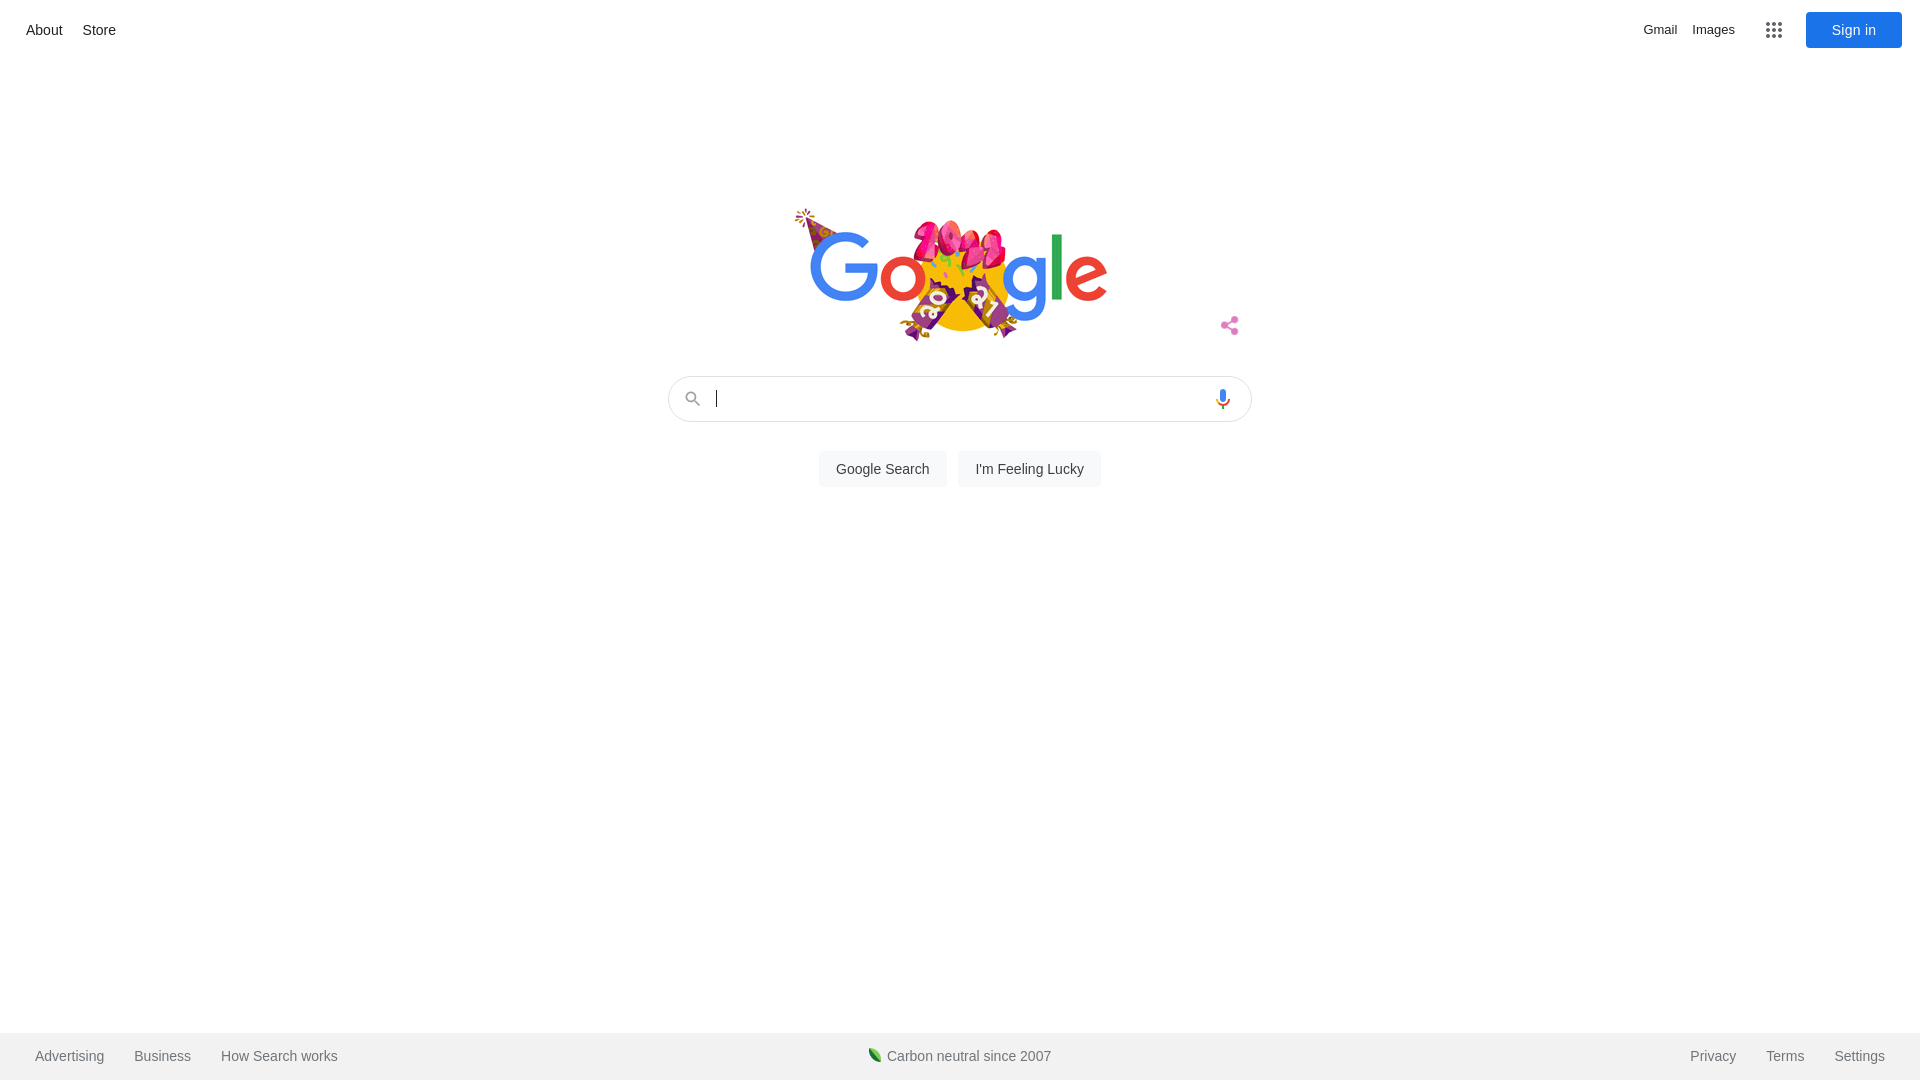 About Store
Gmail Images Sign in
Google
Google Search I'm Feeling Lucky
Advertising Business How Search works
Carbon neutral since 2007
Privacy Terms Settings